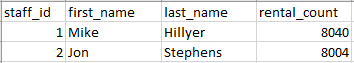 staff_id first_name last_name rental_count
1 Mike Hillyer 8040
2 Jon Stephens 8004